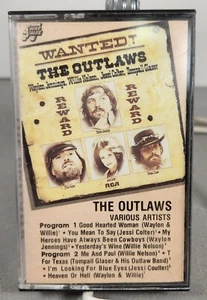 WANTED!
THE OUTLAWS
Waylon Jennings, Willie Nelson, Jessi Colter, Tompall Glaser
REWARD
REWARD
RCA
THE OUTLAWS
VARIOUS ARTISTS
Program 1 Good Hearted Woman (Waylon &
Willie) • You Mean To Say (Jessi Colter) • My
Heroes Have Always Been Cowboys (Waylon
Jennings) • Yesterday's Wine (Willie Nelson)
Program 2 Me and Paul (Willie Nelson) • T
For Texas (Tompall Glaser & His Outlaw Band) •
I'm Looking For Blue Eyes (Jessi Coulter) •
Heaven Or Hell (Waylon & Willie)